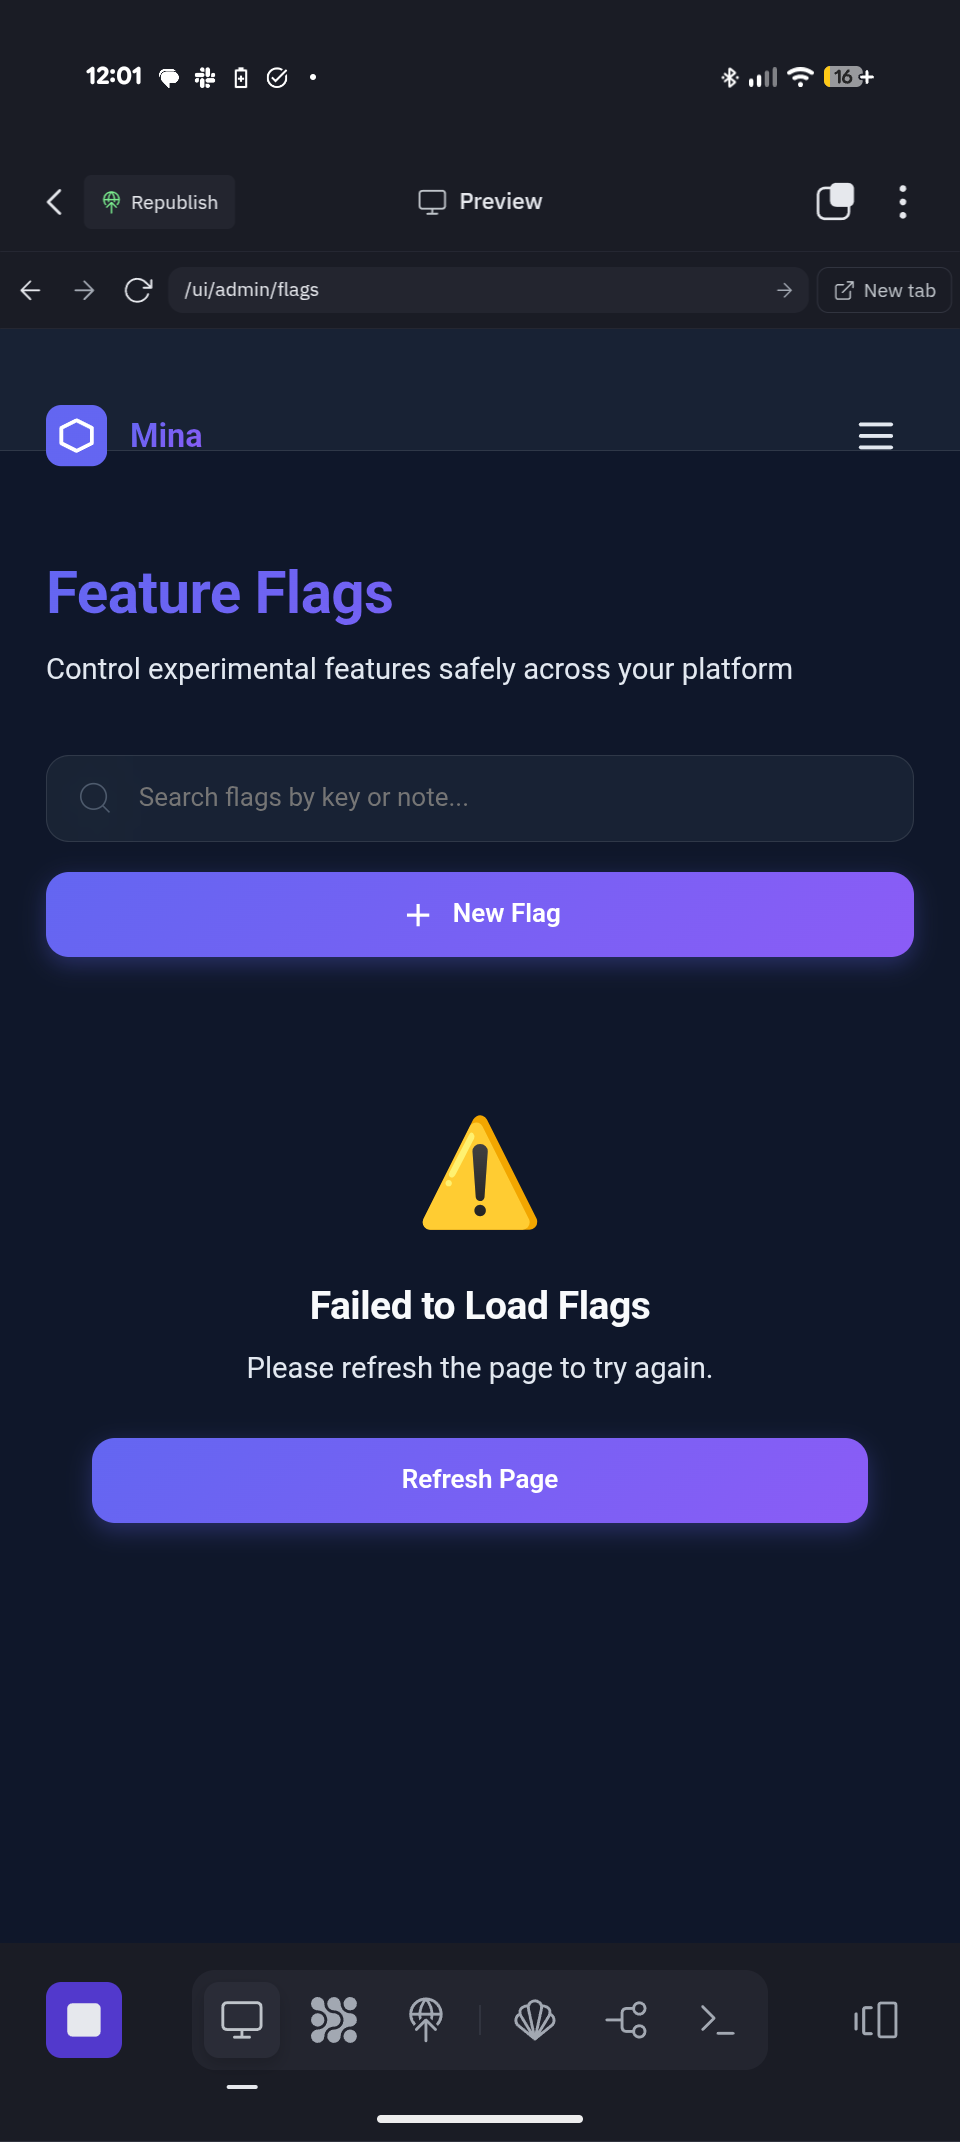 12:01
16
Republish
Preview
/ui/admin/flags
New tab
Mina
Feature Flags
Control experimental features safely across your platform
Search flags by key or note...
New Flag
Failed to Load Flags
Please refresh the page to try again.
Refresh Page